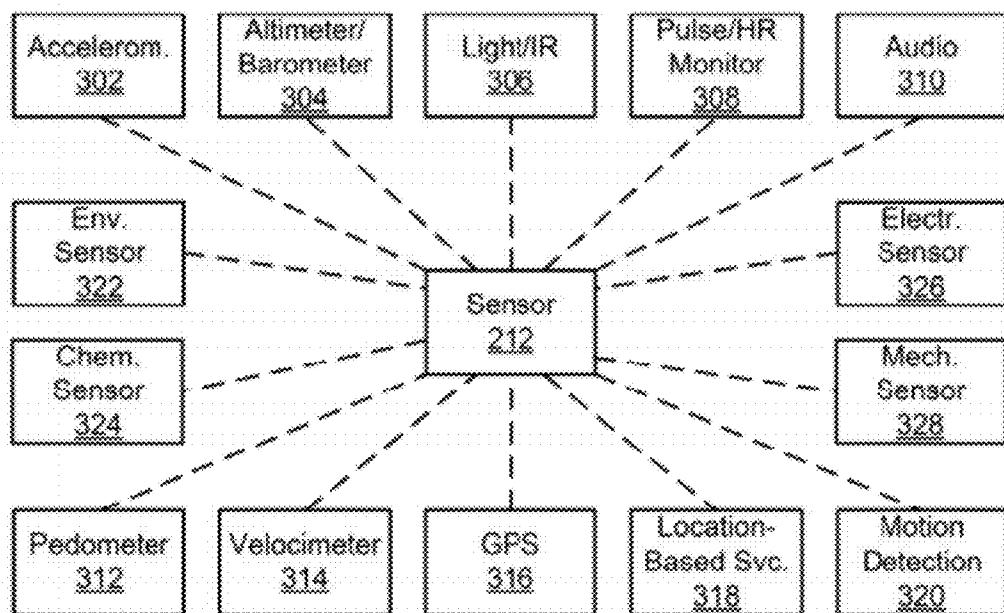 Accelerom.
302
Altimeter/
Barometer
304
Light/IR
306
Pulse/HR
Monitor
308
Audio
310
Env.
Sensor
322
Electr.
Sensor
326
Sensor
212
Chem.
Sensor
324
Mech.
Sensor
328
Pedometer
312
Velocimeter
314
GPS
316
Location-
Based Svc.
318
Motion
Detection
320